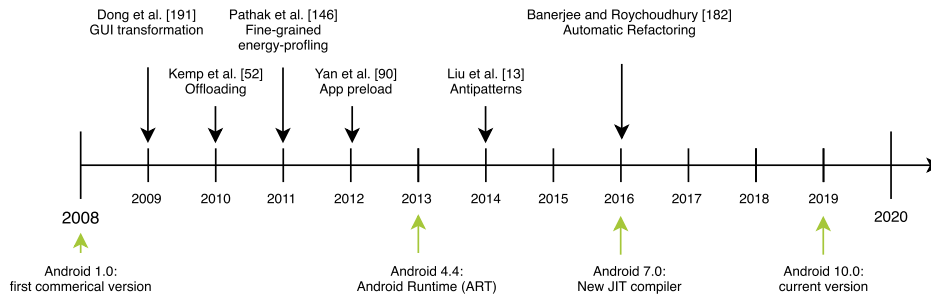 Dong et al. [191]
GUI transformation
Pathak et al. [146]
Fine-grained
energy-profling
Banerjee and Roychoudhury [182]
Automatic Refactoring
Kemp et al. [52]
Offloading
Yan et al. [90]
App preload
Liu et al. [13]
Antipatterns
2008
2009
2010
2011
2012
2013
2014
2015
2016
2017
2018
2019
2020
Android 1.0:
first commerical version
Android 4.4:
Android Runtime (ART)
Android 7.0:
New JIT compiler
Android 10.0:
current version